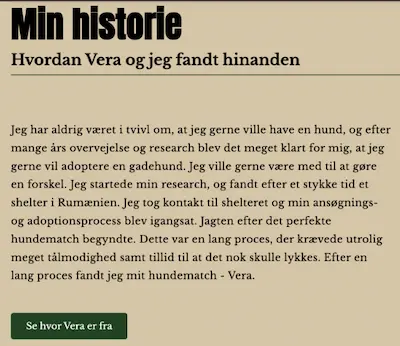 Min historie
Hvordan Vera og jeg fandt hinanden
Jeg har aldrig været i tvivl om, at jeg gerne ville have en hund, og efter
mange års overvejelse og research blev det meget klart for mig, at jeg
gerne vil adoptere en gadehund. Jeg ville gerne være med til at gøre
en forskel. Jeg startede min research, og fandt efter et stykke tid et
shelter i Rumænien. Jeg tog kontakt til shelteret og min ansøgnings-
og adoptionsproces blev igangsat. Jagten efter det perfekte
hundematch begyndte. Dette var en lang proces, der krævede utrolig
meget tålmodighed samt tillid til at det nok skulle lykkes. Efter en
lang proces fandt jeg mit hundematch - Vera.
Se hvor Vera er fra